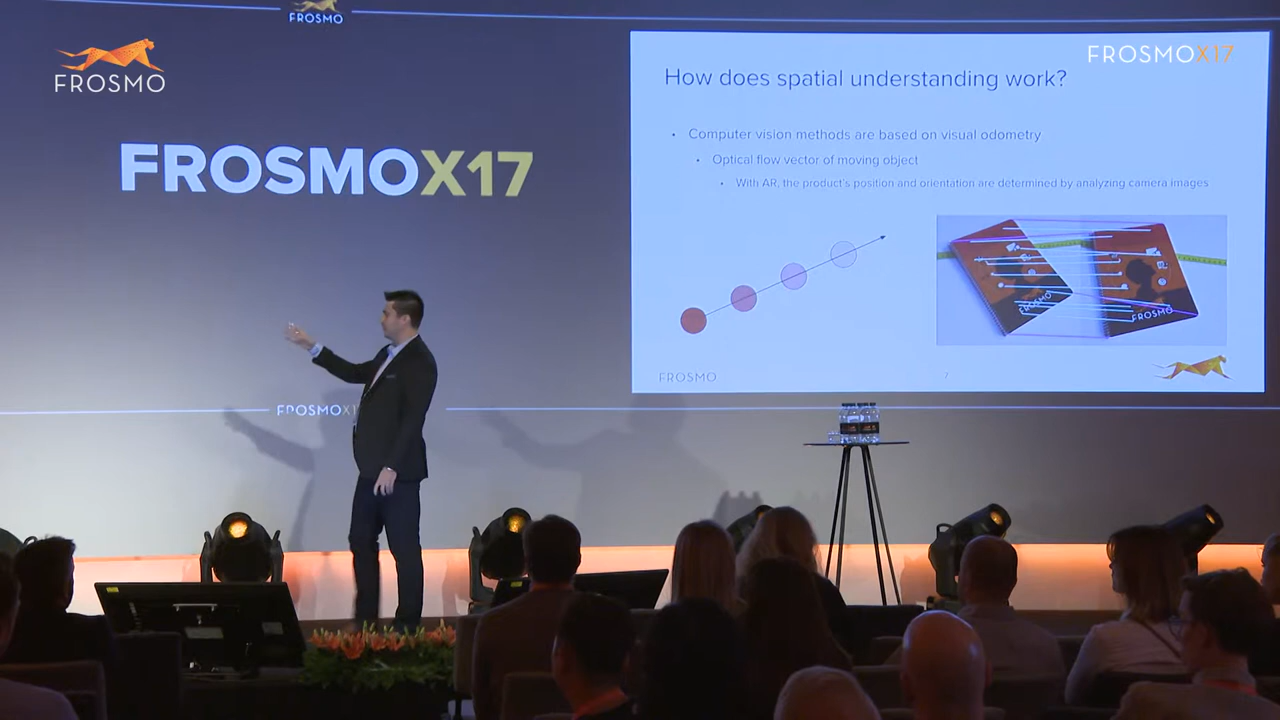 FROSMO
FROSMO
FROSMOX17
FROSMOX17
How does spatial understanding work?
• Computer vision methods are based on visual odometry
• Optical flow vector of moving object
• With AR, the product's position and orientation are determined by analyzing camera images
FROSMO
FROSMO
FROSMO
7
FROSMOX1